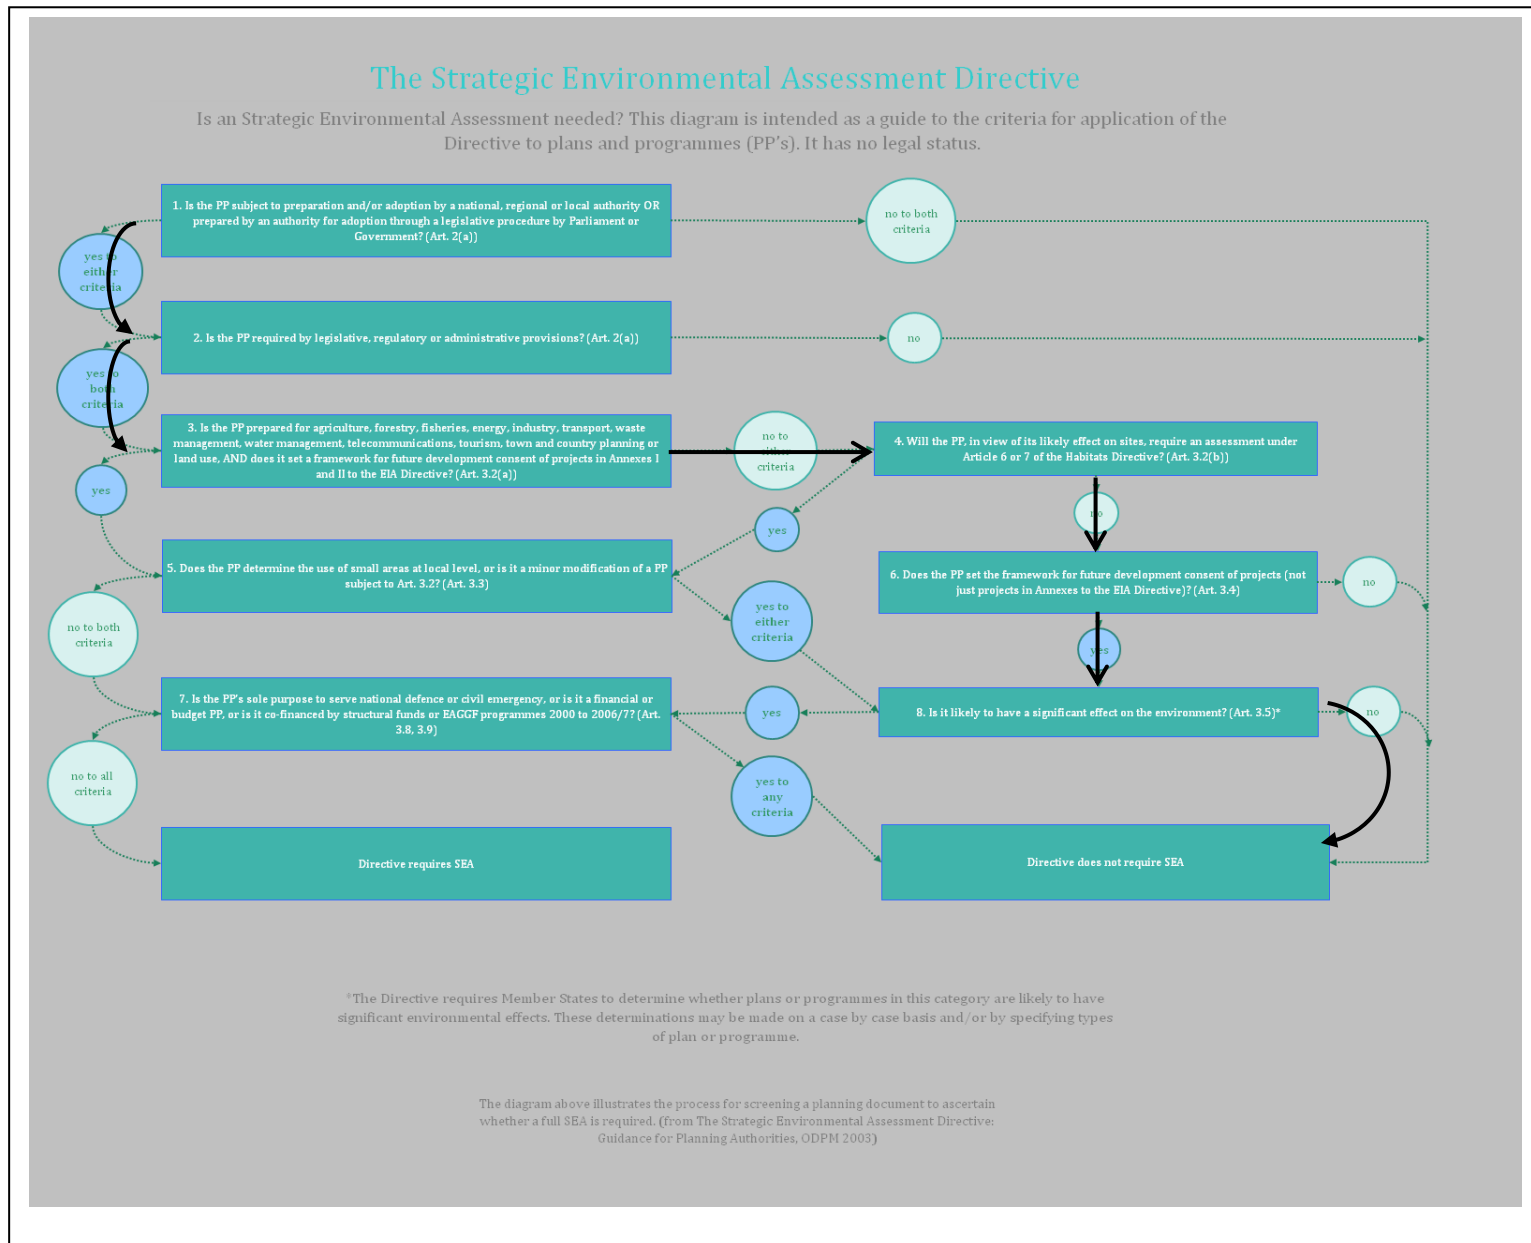 The Strategic Environmental Assessment Directive
Is an Strategic Environmental Assessment needed? This diagram is intended as a guide to the criteria for application of the
Directive to plans and programmes (PP's). It has no legal status.
1. Is the PP subject to preparation and/or adoption by a national, regional or local authority OR
prepared by an authority for adoption through a legislative procedure by Parliament or
Government? (Art. 2(a))
no to both
criteria
yes to
either
criteria
2. Is the PP required by legislative, regulatory or administrative provisions? (Art. 2(a))
no
yes to
both
criteria
3. Is the PP prepared for agriculture, forestry, fisheries, energy, industry, transport, waste
management, water management, telecommunications, tourism, town and country planning or
land use, AND does it set a framework for future development consent of projects in Annexes I
and II to the EIA Directive? (Art. 3.2(a))
no to
either
criteria
4. Will the PP, in view of its likely effect on sites, require an assessment under
Article 6 or 7 of the Habitats Directive? (Art. 3.2(b))
yes
no
yes
5. Does the PP determine the use of small areas at local level, or is it a minor modification of a PP
subject to Art. 3.2? (Art. 3.3)
6. Does the PP set the framework for future development consent of projects (not
just projects in Annexes to the EIA Directive)? (Art. 3.4)
no
no to both
criteria
yes to
either
criteria
yes
7. Is the PP's sole purpose to serve national defence or civil emergency, or is it a financial or
budget PP, or is it co-financed by structural funds or EAGGF programmes 2000 to 2006/7? (Art.
3.8, 3.9)
yes
8. Is it likely to have a significant effect on the environment? (Art. 3.5)*
no
no to all
criteria
yes to
any
criteria
Directive requires SEA
Directive does not require SEA
*The Directive requires Member States to determine whether plans or programmes in this category are likely to have
significant environmental effects. These determinations may be made on a case by case basis and/or by specifying types
of plan or programme.
The diagram above illustrates the process for screening a planning document to ascertain
whether a full SEA is required. (from The Strategic Environmental Assessment Directive:
Guidance for Planning Authorities, ODPM 2003)